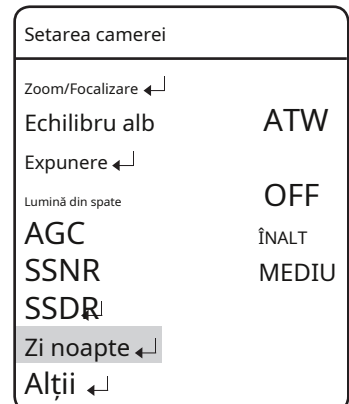 Setarea camerei
Zoom/Focalizare ↲
Echilibru alb ATW
Expunere ↲
Lumină din spate OFF
AGC ÎNALT
SSNR MEDIU
SSDR ↲
Zi noapte ↲
Alții ↲